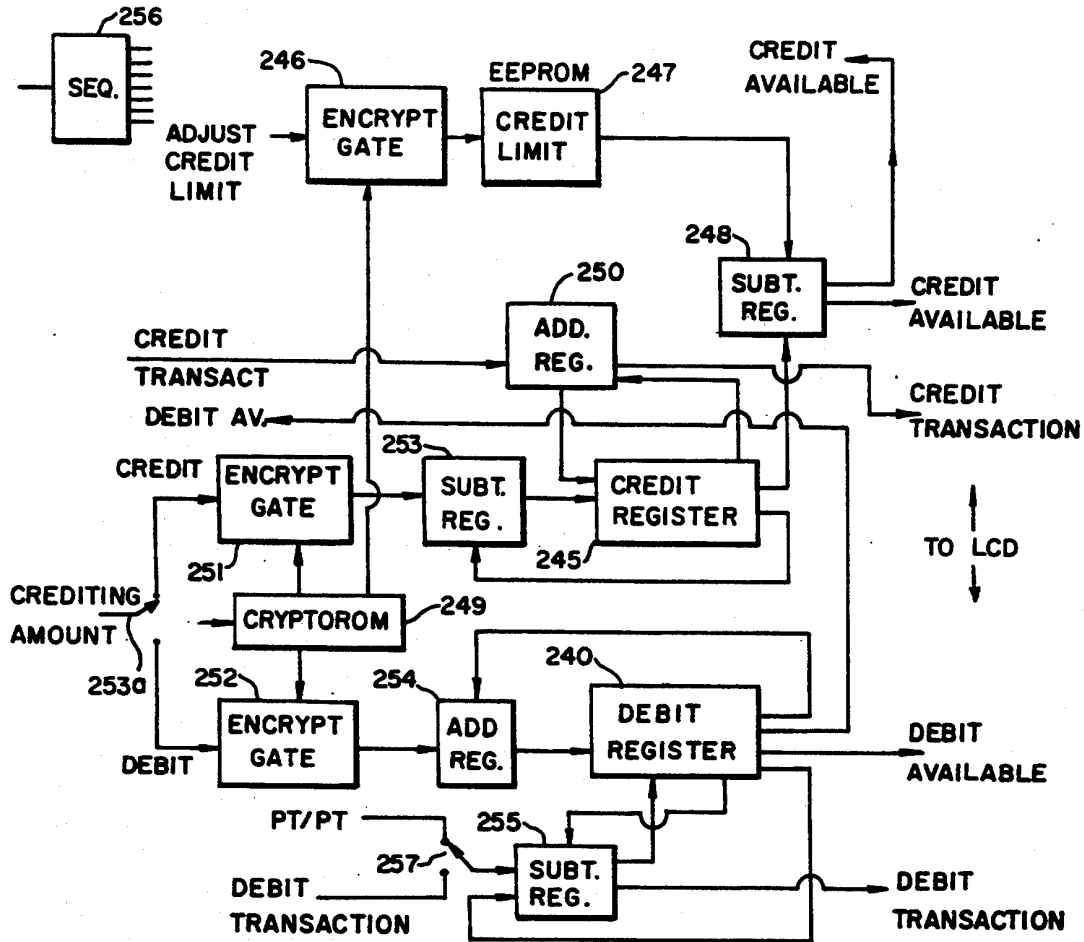 256
SEQ.
246
ENCRYPT
GATE
ADJUST
CREDIT
LIMIT
EEPROM
247
CREDIT
LIMIT
CREDIT
AVAILABLE
248
SUBT.
REG.
CREDIT
AVAILABLE
250
ADD.
REG.
CREDIT
TRANSACT
CREDIT
TRANSACTION
DEBIT AV.
CREDIT
ENCRYPT
GATE
251
253
SUBT.
REG.
CREDIT
REGISTER
245
TO LCD
CREDITING
AMOUNT
253a
CRYPTOROM
249
252
ENCRYPT
GATE
DEBIT
254
ADD
REG.
240
DEBIT
REGISTER
DEBIT
AVAILABLE
PT/PT
257
DEBIT
TRANSACTION
255
SUBT.
REG.
DEBIT
TRANSACTION